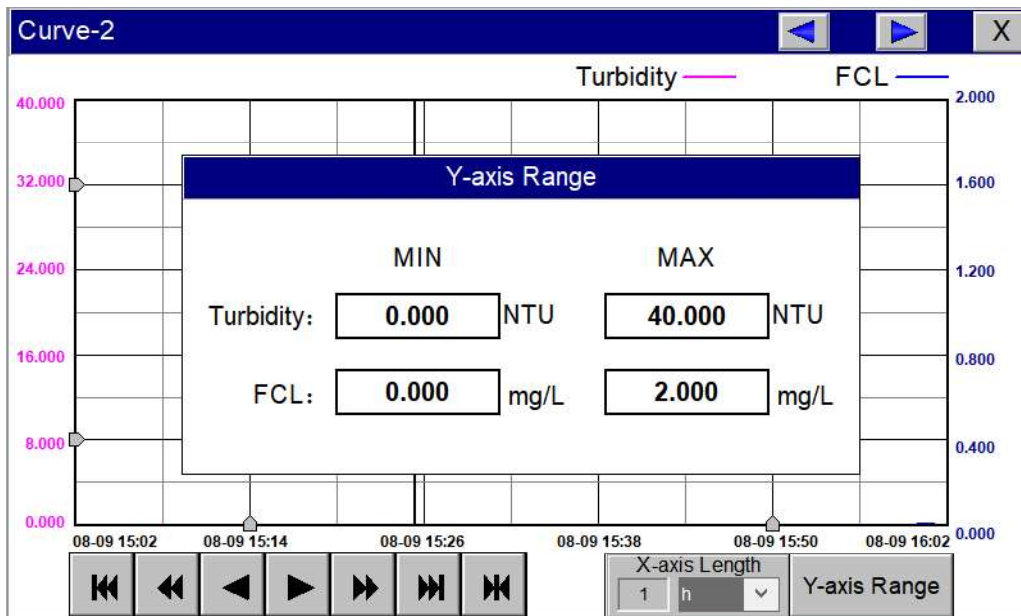 Curve-2 X
Turbidity FCL
40.000 2.000
Y-axis Range
32.000 1.600
MIN MAX
24.000 1.200
Turbidity: 0.000 NTU 40.000 NTU
16.000 0.800
FCL: 0.000 mg/L 2.000 mg/L
8.000 0.400
0.000 0.000
08-09 15:02 08-09 15:14 08-09 15:26 08-09 15:38 08-09 15:50 08-09 16:02
X-axis Length
1 h Y-axis Range